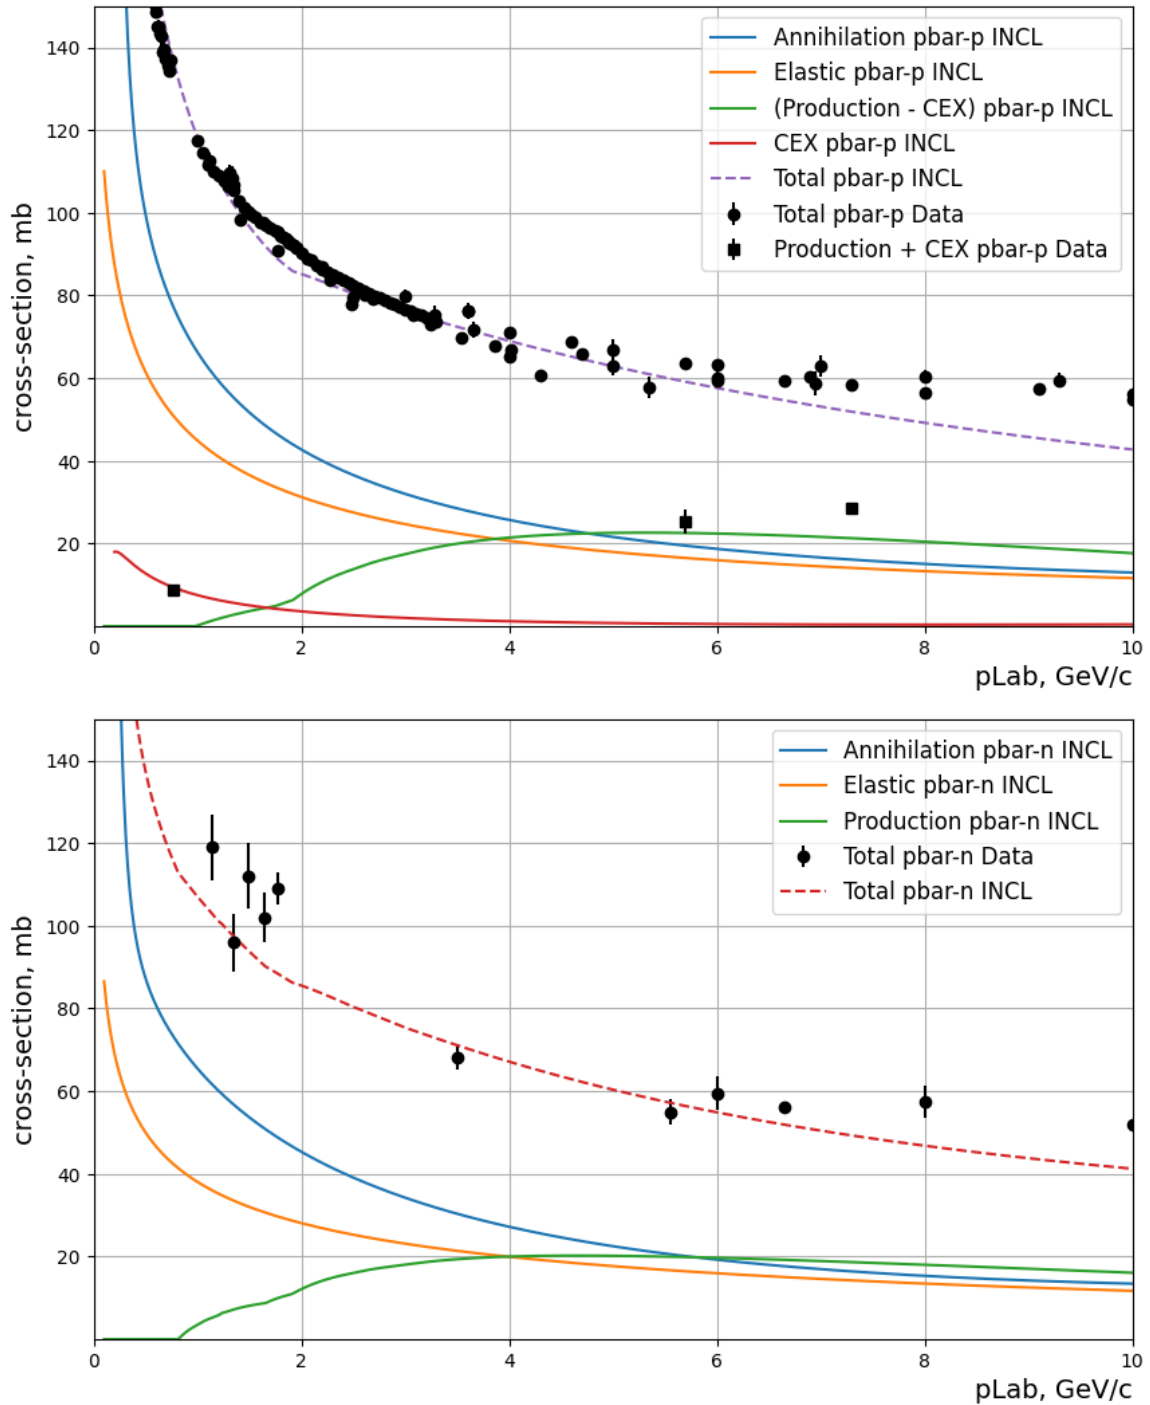 140
120
100
80
60
40
20
cross-section, mb
Annihilation pbar-p INCL
Elastic pbar-p INCL
(Production - CEX) pbar-p INCL
CEX pbar-p INCL
Total pbar-p INCL
Total pbar-p Data
Production + CEX pbar-p Data
0 2 4 6 8 10
pLab, GeV/c
140
120
100
80
60
40
20
cross-section, mb
Annihilation pbar-n INCL
Elastic pbar-n INCL
Production pbar-n INCL
Total pbar-n Data
Total pbar-n INCL
0 2 4 6 8 10
pLab, GeV/c